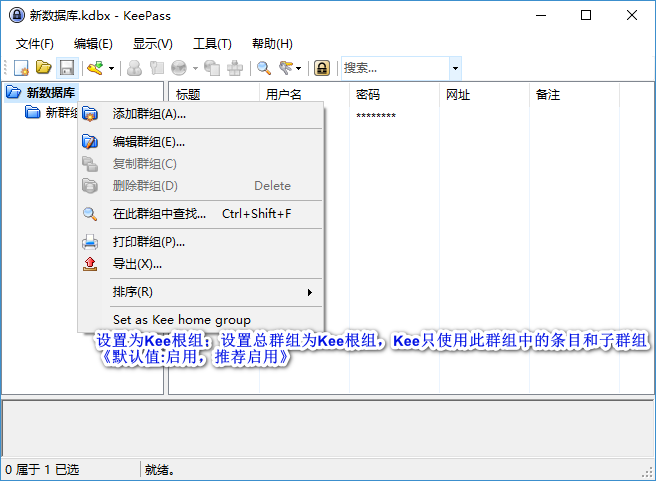 新数据库.kdbx - KeePass
文件(F) 编辑(E) 显示(V) 工具(T) 帮助(H)
搜索...
新数据库
标题 用户名 密码 网址 备注
新群组
********
添加群组(A)...
编辑群组(E)...
复制群组(C)
删除群组(D) Delete
在此群组中查找... Ctrl+Shift+F
打印群组(P)...
导出(X)...
排序(R)
Set as Kee home group
设置为Kee根组；设置总群组为Kee根组，Kee只使用此群组中的条目和子群组
《默认值:启用，推荐启用》
0 属于 1 已选 就绪。